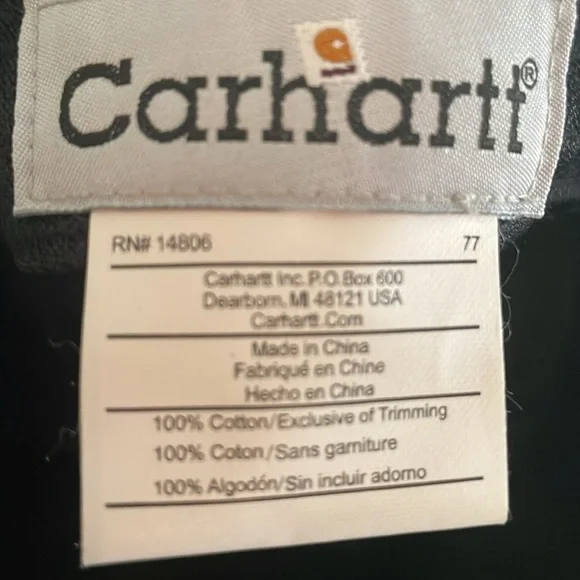 Carhartt®
RN# 14806 77
Carhartt Inc. P.O. Box 600
Dearborn, MI 48121 USA
Carhartt.Com
Made in China
Fabriqué en Chine
Hecho en China
100% Cotton/Exclusive of Trimming
100% Coton/Sans garniture
100% Algodón/Sin incluir adorno